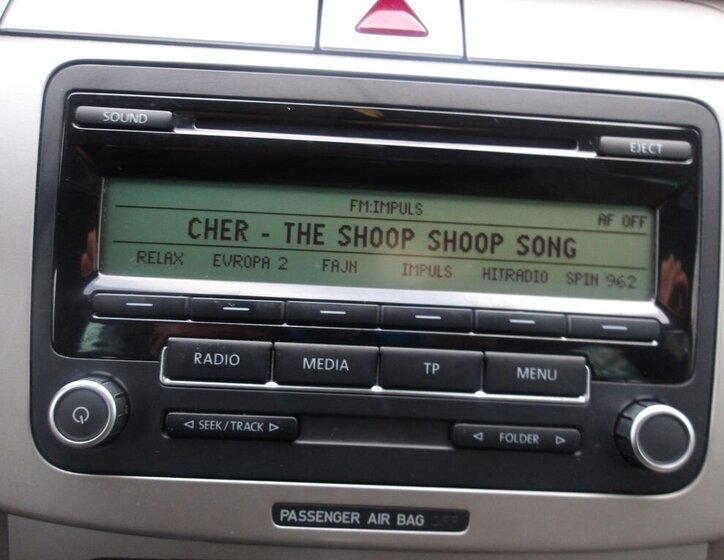 SOUND
EJECT
FM:IMPULS
AF OFF
CHER - THE SHOOP SHOOP SONG
RELAX EVROPA 2 FAJN IMPULS HITRADIO SPIN 962
RADIO MEDIA TP MENU
SEEK / TRACK
FOLDER
PASSENGER AIR BAG OFF